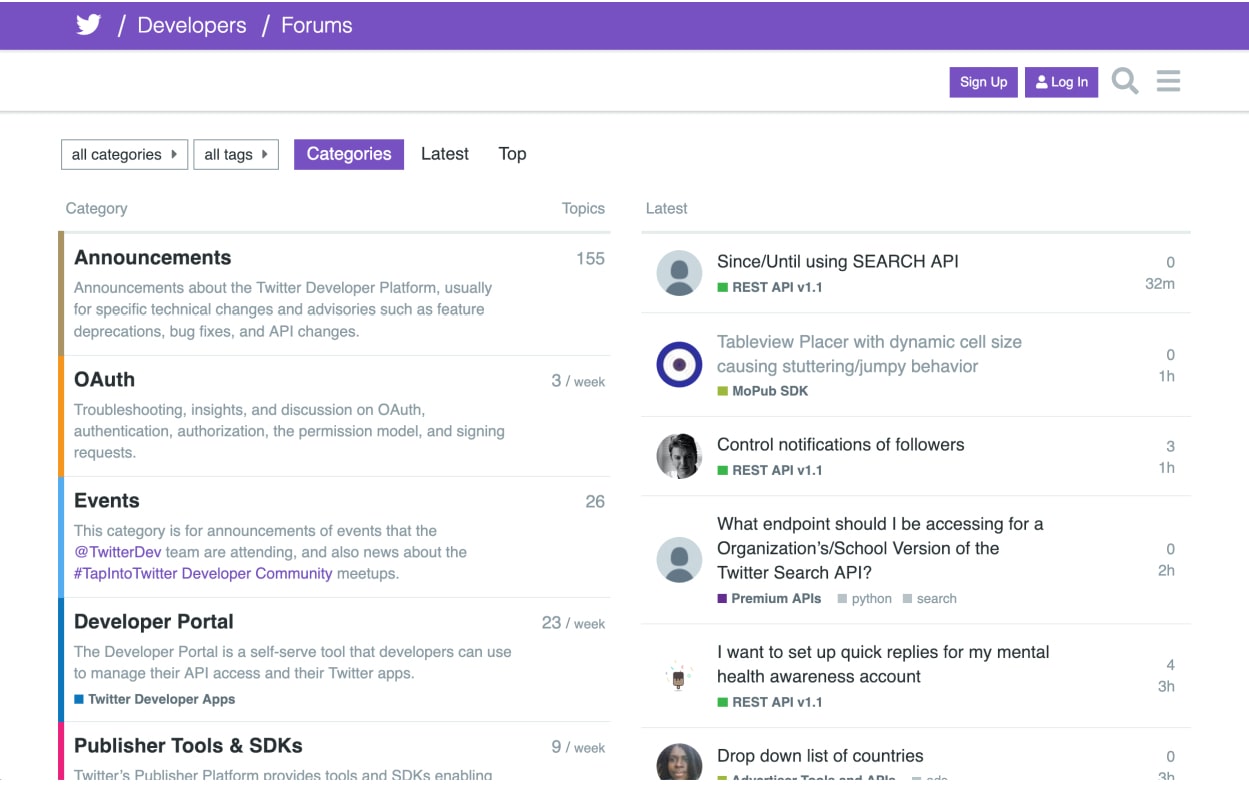 / Developers / Forums
Sign Up
Log In
all categories
all tags
Categories
Latest
Top
Category
Topics
Announcements
155
Announcements about the Twitter Developer Platform, usually
for specific technical changes and advisories such as feature
deprecations, bug fixes, and API changes.
OAuth
3 / week
Troubleshooting, insights, and discussion on OAuth,
authentication, authorization, the permission model, and signing
requests.
Events
26
This category is for announcements of events that the
@TwitterDev team are attending, and also news about the
#TapIntoTwitter Developer Community meetups.
Developer Portal
23 / week
The Developer Portal is a self-serve tool that developers can use
to manage their API access and their Twitter apps.
Twitter Developer Apps
Publisher Tools & SDKs
9 / week
Twitter's Publisher Platform provides tools and SDKs enabling
Latest
Since/Until using SEARCH API
0
REST API v1.1
32m
Tableview Placer with dynamic cell size
causing stuttering/jumpy behavior
0
1h
MoPub SDK
Control notifications of followers
3
REST API v1.1
1h
What endpoint should I be accessing for a
Organization's/School Version of the
Twitter Search API?
0
2h
Premium APIs python search
I want to set up quick replies for my mental
health awareness account
4
3h
REST API v1.1
Drop down list of countries
0
Advertiser Tools and APIs ads
3h